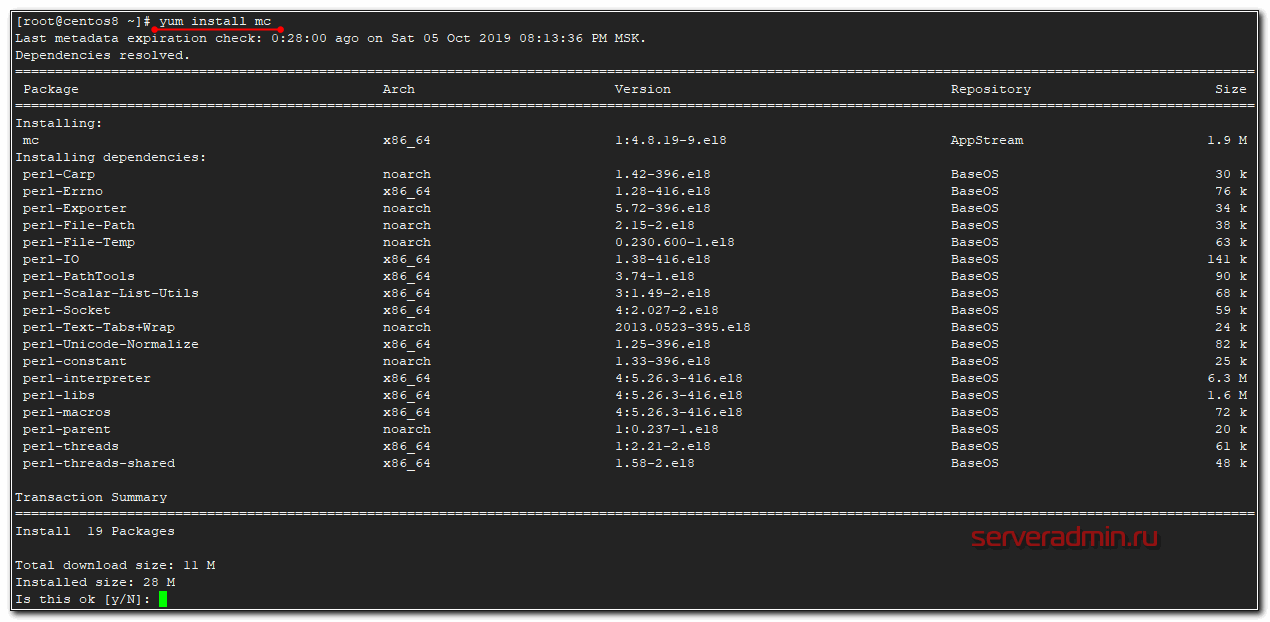 [root@centos8 ~]# yum install mc
Last metadata expiration check: 0:28:00 ago on Sat 05 Oct 2019 08:13:36 PM MSK.
Dependencies resolved.
================================================================================
Package Arch Version Repository Size
================================================================================
Installing:
mc x86_64 1:4.8.19-9.el8 AppStream 1.9 M
Installing dependencies:
perl-Carp noarch 1.42-396.el8 BaseOS 30 k
perl-Errno x86_64 1.28-416.el8 BaseOS 76 k
perl-Exporter noarch 5.72-396.el8 BaseOS 34 k
perl-File-Path noarch 2.15-2.el8 BaseOS 38 k
perl-File-Temp noarch 0.230.600-1.el8 BaseOS 63 k
perl-IO x86_64 1.38-416.el8 BaseOS 141 k
perl-PathTools x86_64 3.74-1.el8 BaseOS 90 k
perl-Scalar-List-Utils x86_64 3:1.49-2.el8 BaseOS 68 k
perl-Socket x86_64 4:2.027-2.el8 BaseOS 59 k
perl-Text-Tabs+Wrap noarch 2013.0523-395.el8 BaseOS 24 k
perl-Unicode-Normalize x86_64 1.25-396.el8 BaseOS 82 k
perl-constant noarch 1.33-396.el8 BaseOS 25 k
perl-interpreter x86_64 4:5.26.3-416.el8 BaseOS 6.3 M
perl-libs x86_64 4:5.26.3-416.el8 BaseOS 1.6 M
perl-macros x86_64 4:5.26.3-416.el8 BaseOS 72 k
perl-parent noarch 1:0.237-1.el8 BaseOS 20 k
perl-threads x86_64 1:2.21-2.el8 BaseOS 61 k
perl-threads-shared x86_64 1.58-2.el8 BaseOS 48 k
Transaction Summary
================================================================================
Install 19 Packages
serveradmin.ru
Total download size: 11 M
Installed size: 28 M
Is this ok [y/N]: